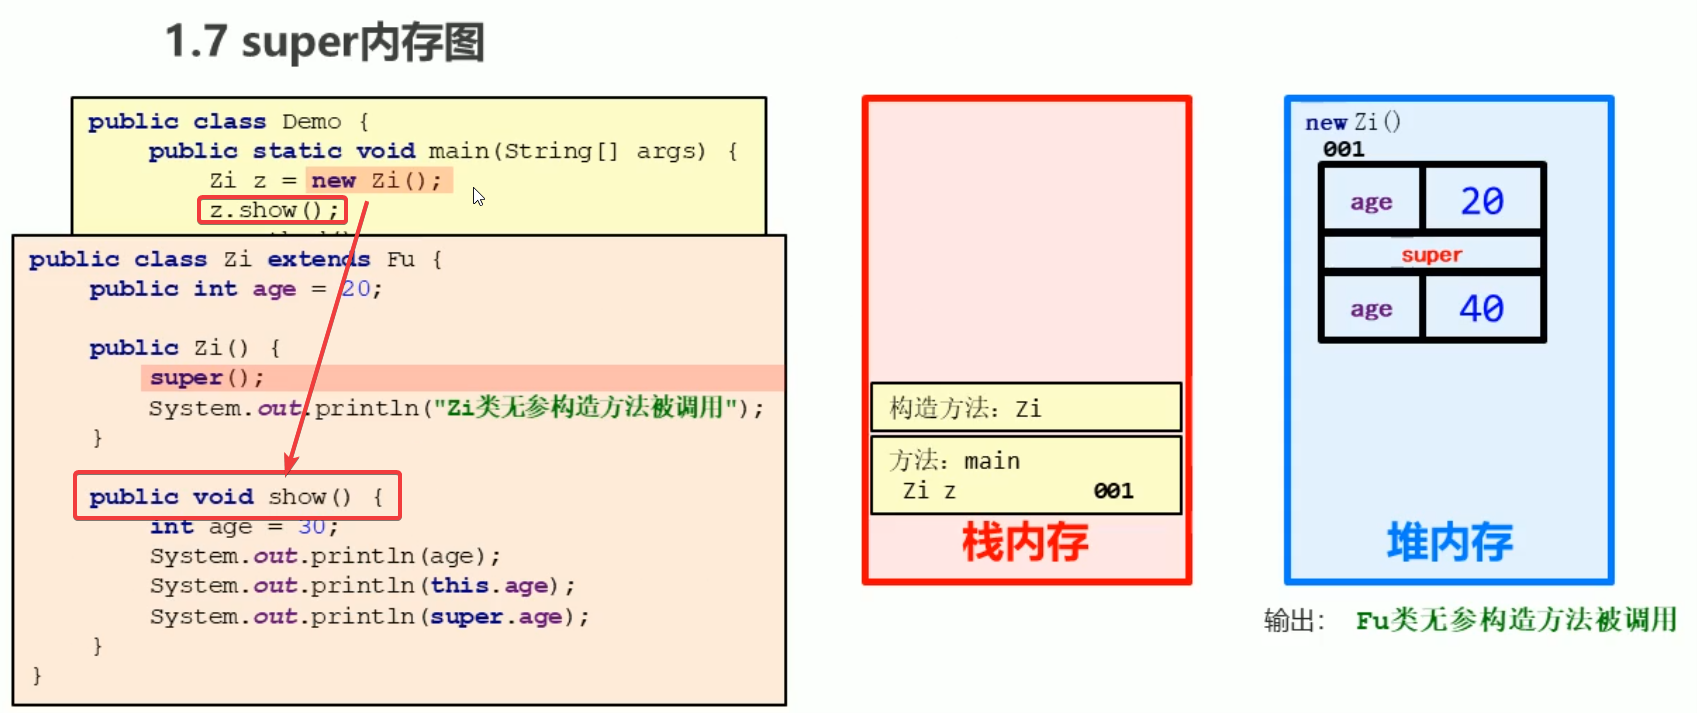 1.7 super内存图
public class Demo {
public static void main(String[] args) {
Zi z = new Zi();
z.show();
public class Zi extends Fu {
public int age = 20;
public Zi() {
super();
System.out.println("Zi类无参构造方法被调用");
}
public void show() {
int age = 30;
System.out.println(age);
System.out.println(this.age);
System.out.println(super.age);
}
}
构造方法：Zi
方法：main
Zi z 001
栈内存
new Zi()
001
age 20
super
age 40
堆内存
输出： Fu类无参构造方法被调用